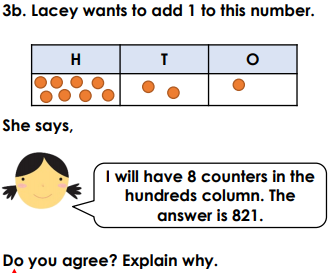 3b. Lacey wants to add 1 to this number.
H T O
She says,
I will have 8 counters in the
hundreds column. The
answer is 821.
Do you agree? Explain why.